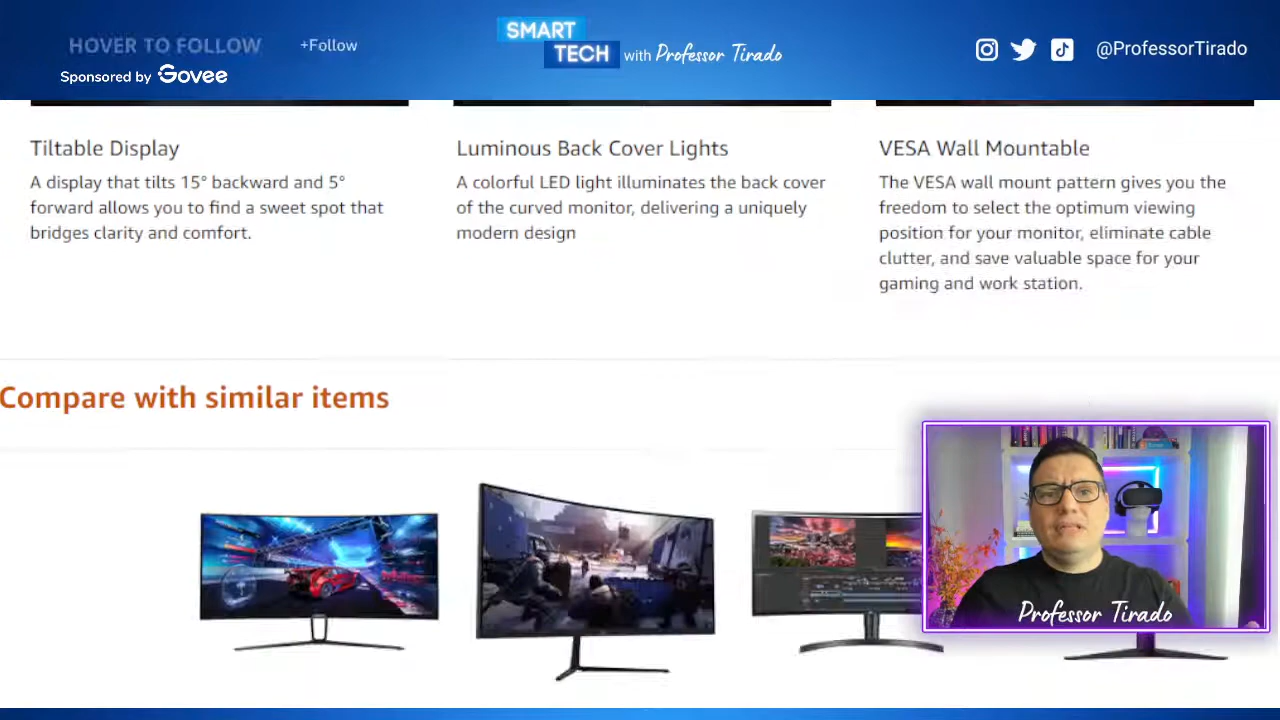 HOVER TO FOLLOW
+Follow
Sponsored by Govee
SMART
TECH with Professor Tirado
@ProfessorTirado
Tiltable Display
A display that tilts 15° backward and 5°
forward allows you to find a sweet spot that
bridges clarity and comfort.
Luminous Back Cover Lights
A colorful LED light illuminates the back cover
of the curved monitor, delivering a uniquely
modern design
VESA Wall Mountable
The VESA wall mount pattern gives you the
freedom to select the optimum viewing
position for your monitor, eliminate cable
clutter, and save valuable space for your
gaming and work station.
Compare with similar items
Professor Tirado